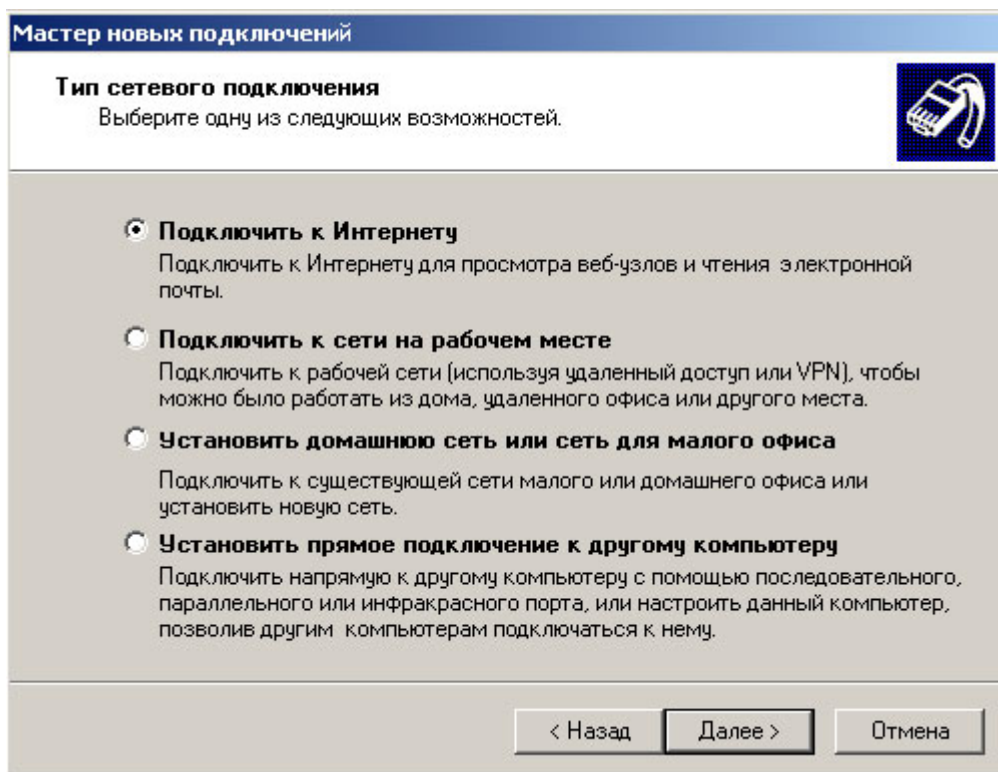 Мастер новых подключений
Тип сетевого подключения
Выберите одну из следующих возможностей.
Подключить к Интернету
Подключить к Интернету для просмотра веб-узлов и чтения электронной
почты.
Подключить к сети на рабочем месте
Подключить к рабочей сети (используя удаленный доступ или VPN), чтобы
можно было работать из дома, удаленного офиса или другого места.
Установить домашнюю сеть или сеть для малого офиса
Подключить к существующей сети малого или домашнего офиса или
установить новую сеть.
Установить прямое подключение к другому компьютеру
Подключить напрямую к другому компьютеру с помощью последовательного,
параллельного или инфракрасного порта, или настроить данный компьютер,
позволив другим компьютерам подключаться к нему.
< Назад Далее > Отмена